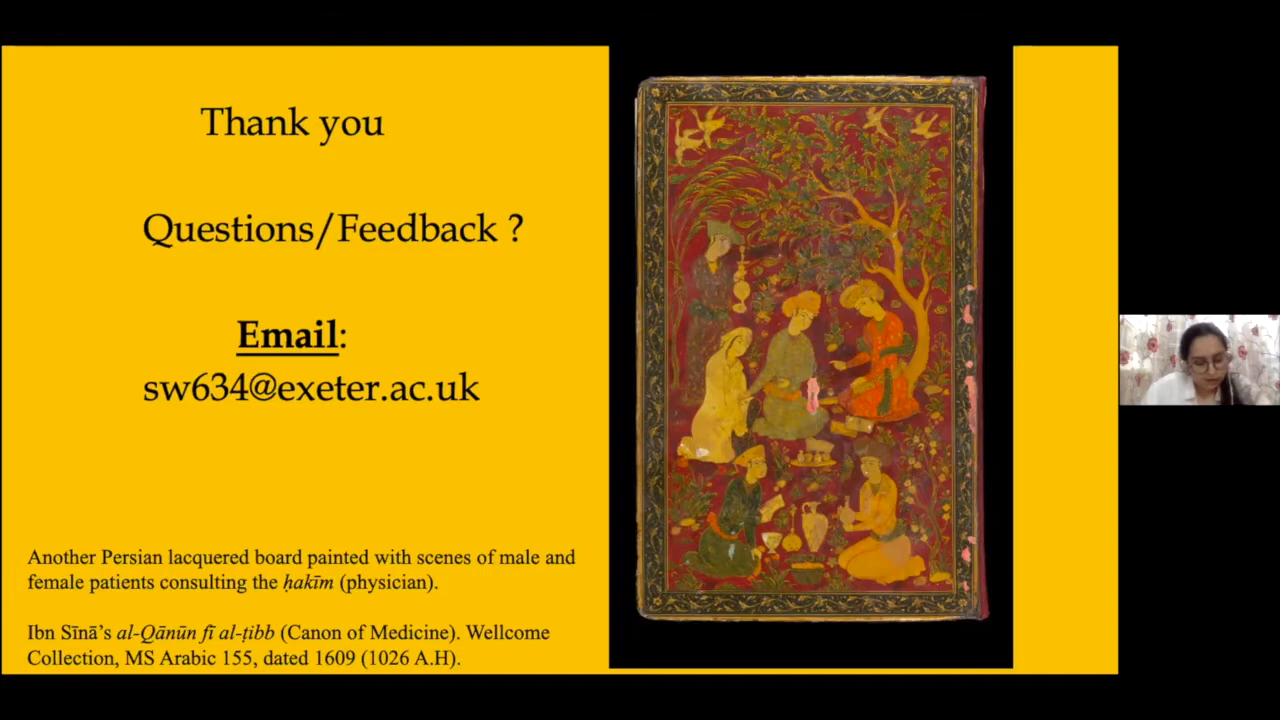 Thank you
Questions/Feedback ?
Email:
sw634@exeter.ac.uk
Another Persian lacquered board painted with scenes of male and
female patients consulting the ḥakīm (physician).
Ibn Sīnā’s al-Qānūn fī al-ṭibb (Canon of Medicine). Wellcome
Collection, MS Arabic 155, dated 1609 (1026 A.H).